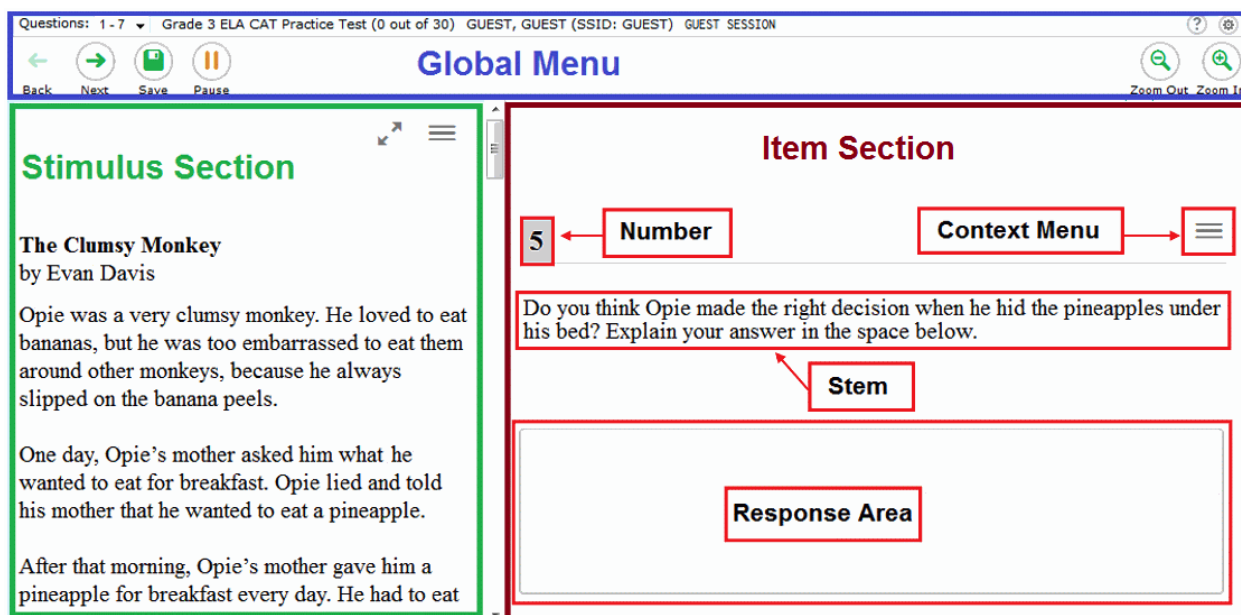 Questions: 1 - 7 Grade 3 ELA CAT Practice Test (0 out of 30) GUEST, GUEST (SSID: GUEST) GUEST SESSION
Back Next Save Pause
Global Menu
Zoom Out Zoom In
Stimulus Section
The Clumsy Monkey
by Evan Davis
Opie was a very clumsy monkey. He loved to eat
bananas, but he was too embarrassed to eat them
around other monkeys, because he always
slipped on the banana peels.
One day, Opie’s mother asked him what he
wanted to eat for breakfast. Opie lied and told
his mother that he wanted to eat a pineapple.
After that morning, Opie’s mother gave him a
pineapple for breakfast every day. He had to eat
Item Section
5 Number Context Menu
Do you think Opie made the right decision when he hid the pineapples under
his bed? Explain your answer in the space below.
Stem
Response Area